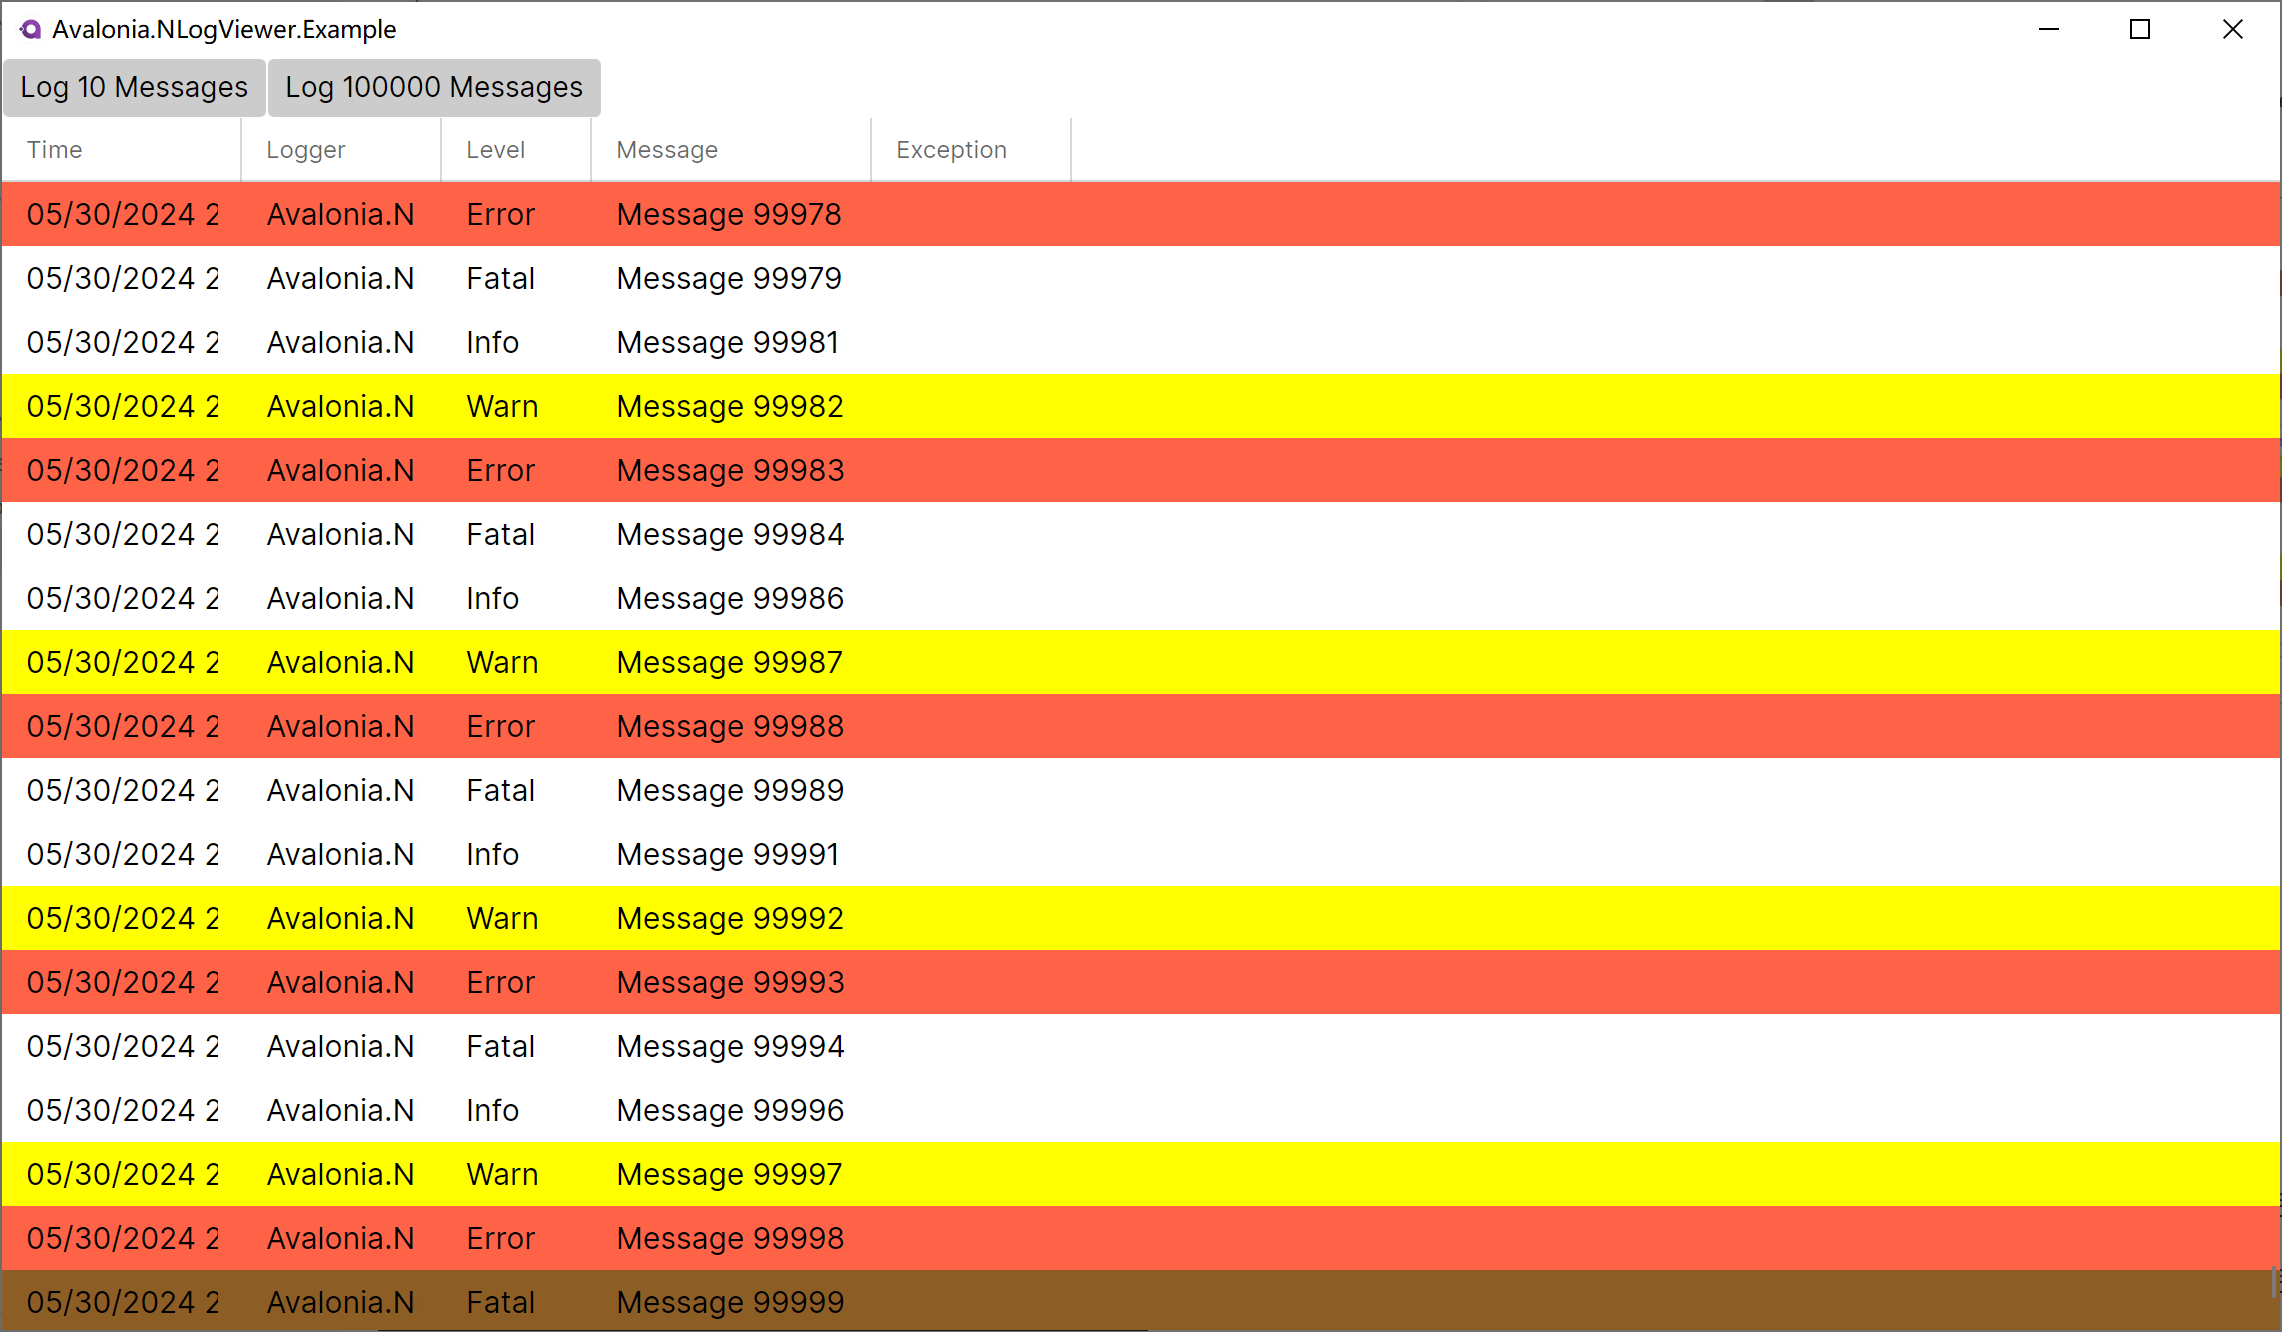 Avalonia.NLogViewer.Example
Log 10 Messages Log 100000 Messages
Time Logger Level Message Exception
05/30/2024 2 Avalonia.N Error Message 99978
05/30/2024 2 Avalonia.N Fatal Message 99979
05/30/2024 2 Avalonia.N Info Message 99981
05/30/2024 2 Avalonia.N Warn Message 99982
05/30/2024 2 Avalonia.N Error Message 99983
05/30/2024 2 Avalonia.N Fatal Message 99984
05/30/2024 2 Avalonia.N Info Message 99986
05/30/2024 2 Avalonia.N Warn Message 99987
05/30/2024 2 Avalonia.N Error Message 99988
05/30/2024 2 Avalonia.N Fatal Message 99989
05/30/2024 2 Avalonia.N Info Message 99991
05/30/2024 2 Avalonia.N Warn Message 99992
05/30/2024 2 Avalonia.N Error Message 99993
05/30/2024 2 Avalonia.N Fatal Message 99994
05/30/2024 2 Avalonia.N Info Message 99996
05/30/2024 2 Avalonia.N Warn Message 99997
05/30/2024 2 Avalonia.N Error Message 99998
05/30/2024 2 Avalonia.N Fatal Message 99999